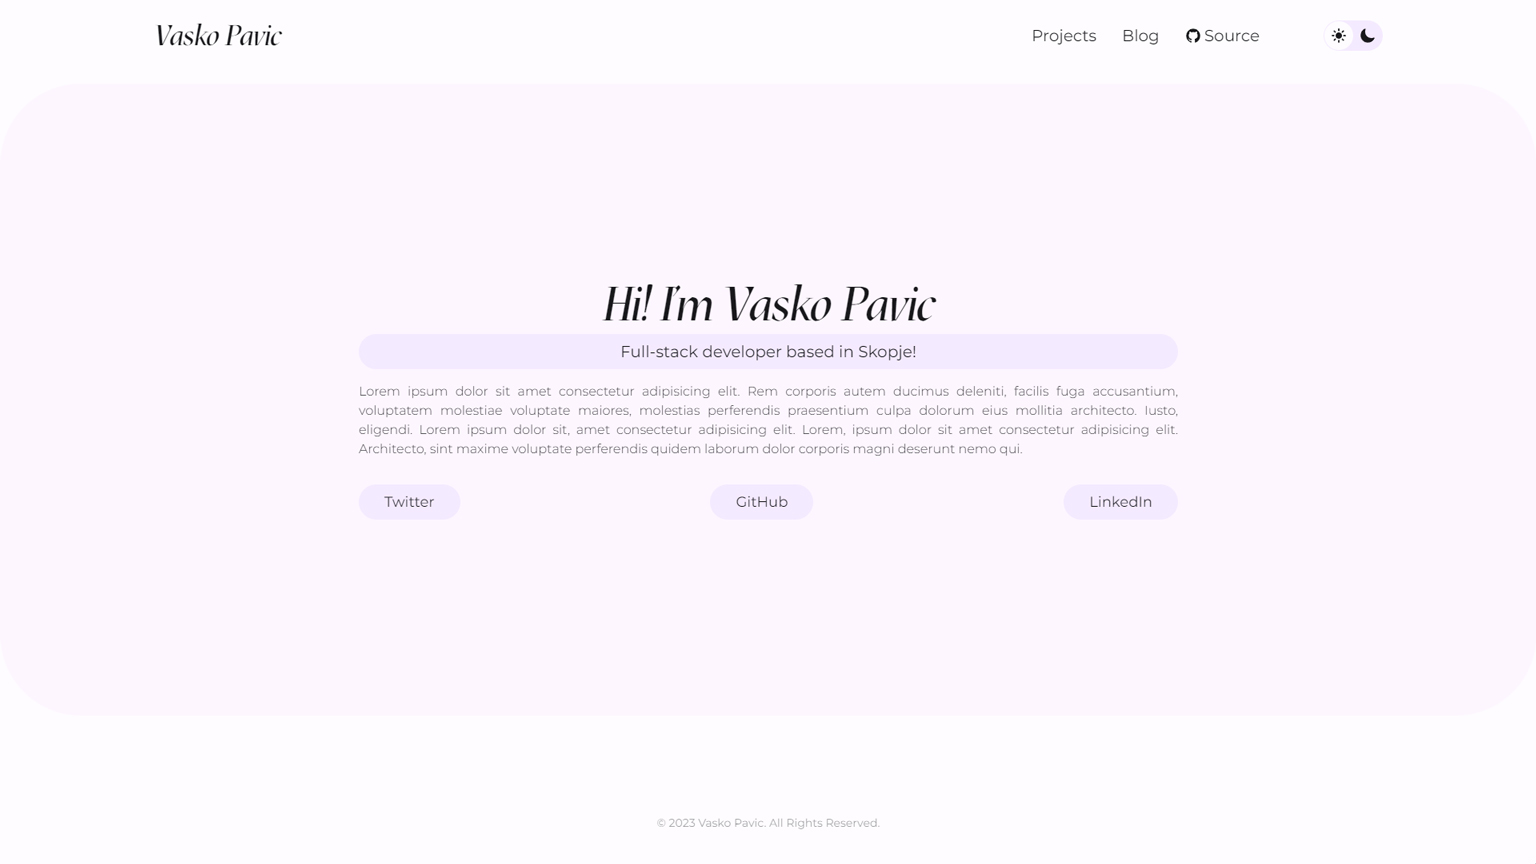 Vasko Pavic
Projects
Blog
Source
Hi! I'm Vasko Pavic
Full-stack developer based in Skopje!
Lorem ipsum dolor sit amet consectetur adipisicing elit. Rem corporis autem ducimus deleniti, facilis fuga accusantium,
voluptatem molestiae voluptate maiores, molestias perferendis praesentium culpa dolorum eius mollitia architecto. Iusto,
eligendi. Lorem ipsum dolor sit, amet consectetur adipisicing elit. Lorem, ipsum dolor sit amet consectetur adipisicing elit.
Architecto, sint maxime voluptate perferendis quidem laborum dolor corporis magni deserunt nemo qui.
Twitter
GitHub
LinkedIn
© 2023 Vasko Pavic. All Rights Reserved.